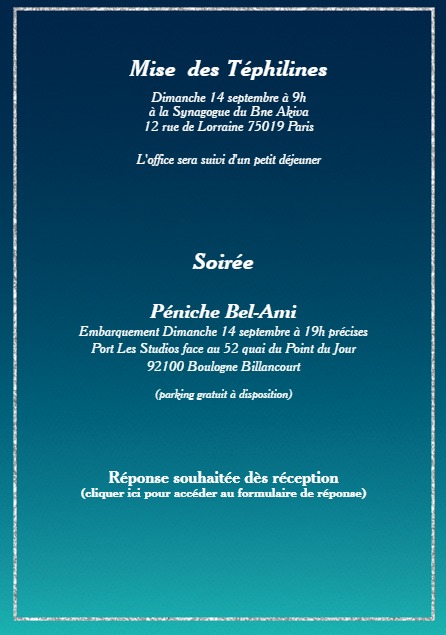 Mise des Téphilines
Dimanche 14 septembre à 9h
à la Synagogue du Bne Akiva
12 rue de Lorraine 75019 Paris
L'office sera suivi d'un petit déjeuner
Soirée
Péniche Bel-Ami
Embarquement Dimanche 14 septembre à 19h précises
Port Les Studios face au 52 quai du Point du Jour
92100 Boulogne Billancourt
(parking gratuit à disposition)
Réponse souhaitée dès réception
(cliquer ici pour accéder au formulaire de réponse)